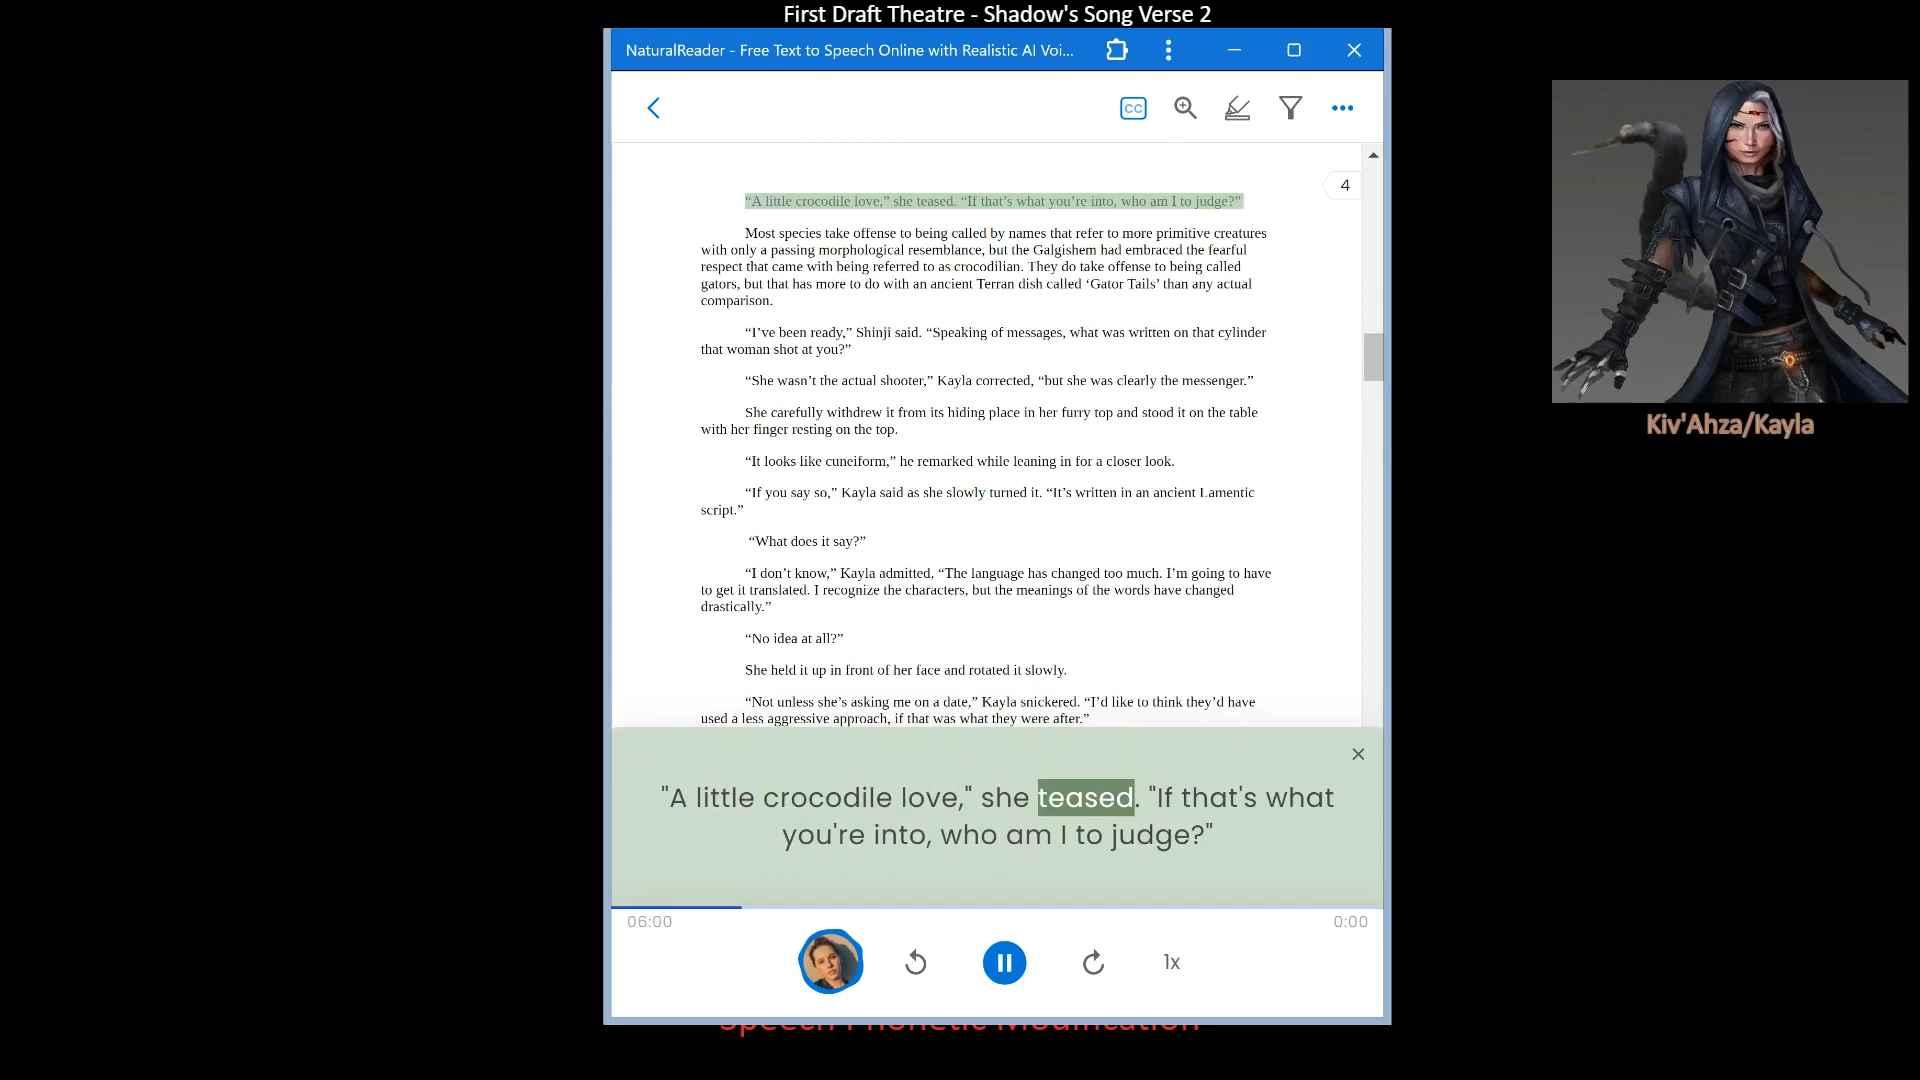 First Draft Theatre - Shadow's Song Verse 2
NaturalReader - Free Text to Speech Online with Realistic AI Voi...
CC
4
“A little crocodile love,” she teased. “If that’s what you’re into, who am I to judge?”
Most species take offense to being called by names that refer to more primitive creatures
with only a passing morphological resemblance, but the Galgishem had embraced the fearful
respect that came with being referred to as crocodilian. They do take offense to being called
gators, but that has more to do with an ancient Terran dish called ‘Gator Tails’ than any actual
comparison.
“I’ve been ready,” Shinji said. “Speaking of messages, what was written on that cylinder
that woman shot at you?”
“She wasn’t the actual shooter,” Kayla corrected, “but she was clearly the messenger.”
She carefully withdrew it from its hiding place in her furry top and stood it on the table
with her finger resting on the top.
“It looks like cuneiform,” he remarked while leaning in for a closer look.
“If you say so,” Kayla said as she slowly turned it. “It’s written in an ancient Lamentic
script.”
“What does it say?”
“I don’t know,” Kayla admitted, “The language has changed too much. I’m going to have
to get it translated. I recognize the characters, but the meanings of the words have changed
drastically.”
“No idea at all?”
She held it up in front of her face and rotated it slowly.
“Not unless she’s asking me on a date,” Kayla snickered. “I’d like to think they’d have
used a less aggressive approach, if that was what they were after.”
"A little crocodile love," she teased. "If that's what
you're into, who am I to judge?"
06:00
0:00
1x
Speech Phonetic Modification
Kiv'Ahza/Kayla